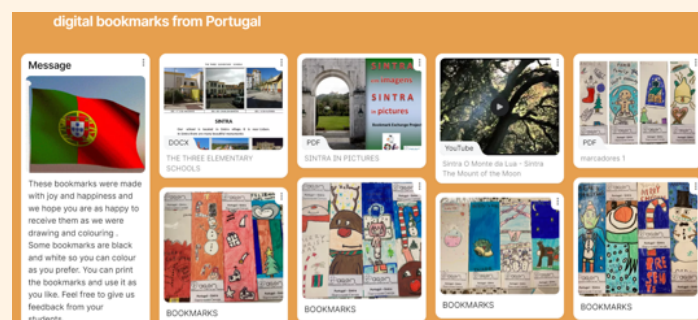 digital bookmarks from Portugal
Message
These bookmarks were made
with joy and happiness and
we hope you are as happy to
receive them as we were
drawing and colouring .
Some bookmarks are black
and white so you can colour
as you prefer. You can print
the bookmarks and use it as
you like. Feel free to give us
feedback from your
students
SINTRA
DOCX
THE THREE ELEMENTARY
SCHOOLS
SINTRA
em imagens
SINTRA
in pictures
Bookmark Exchange Project
PDF
SINTRA IN PICTURES
YouTube
Sintra O Monte da Lua - Sintra
The Mount of the Moon
PDF
marcadores 1
BOOKMARKS
BOOKMARKS
BOOKMARKS
BOOKMARKS